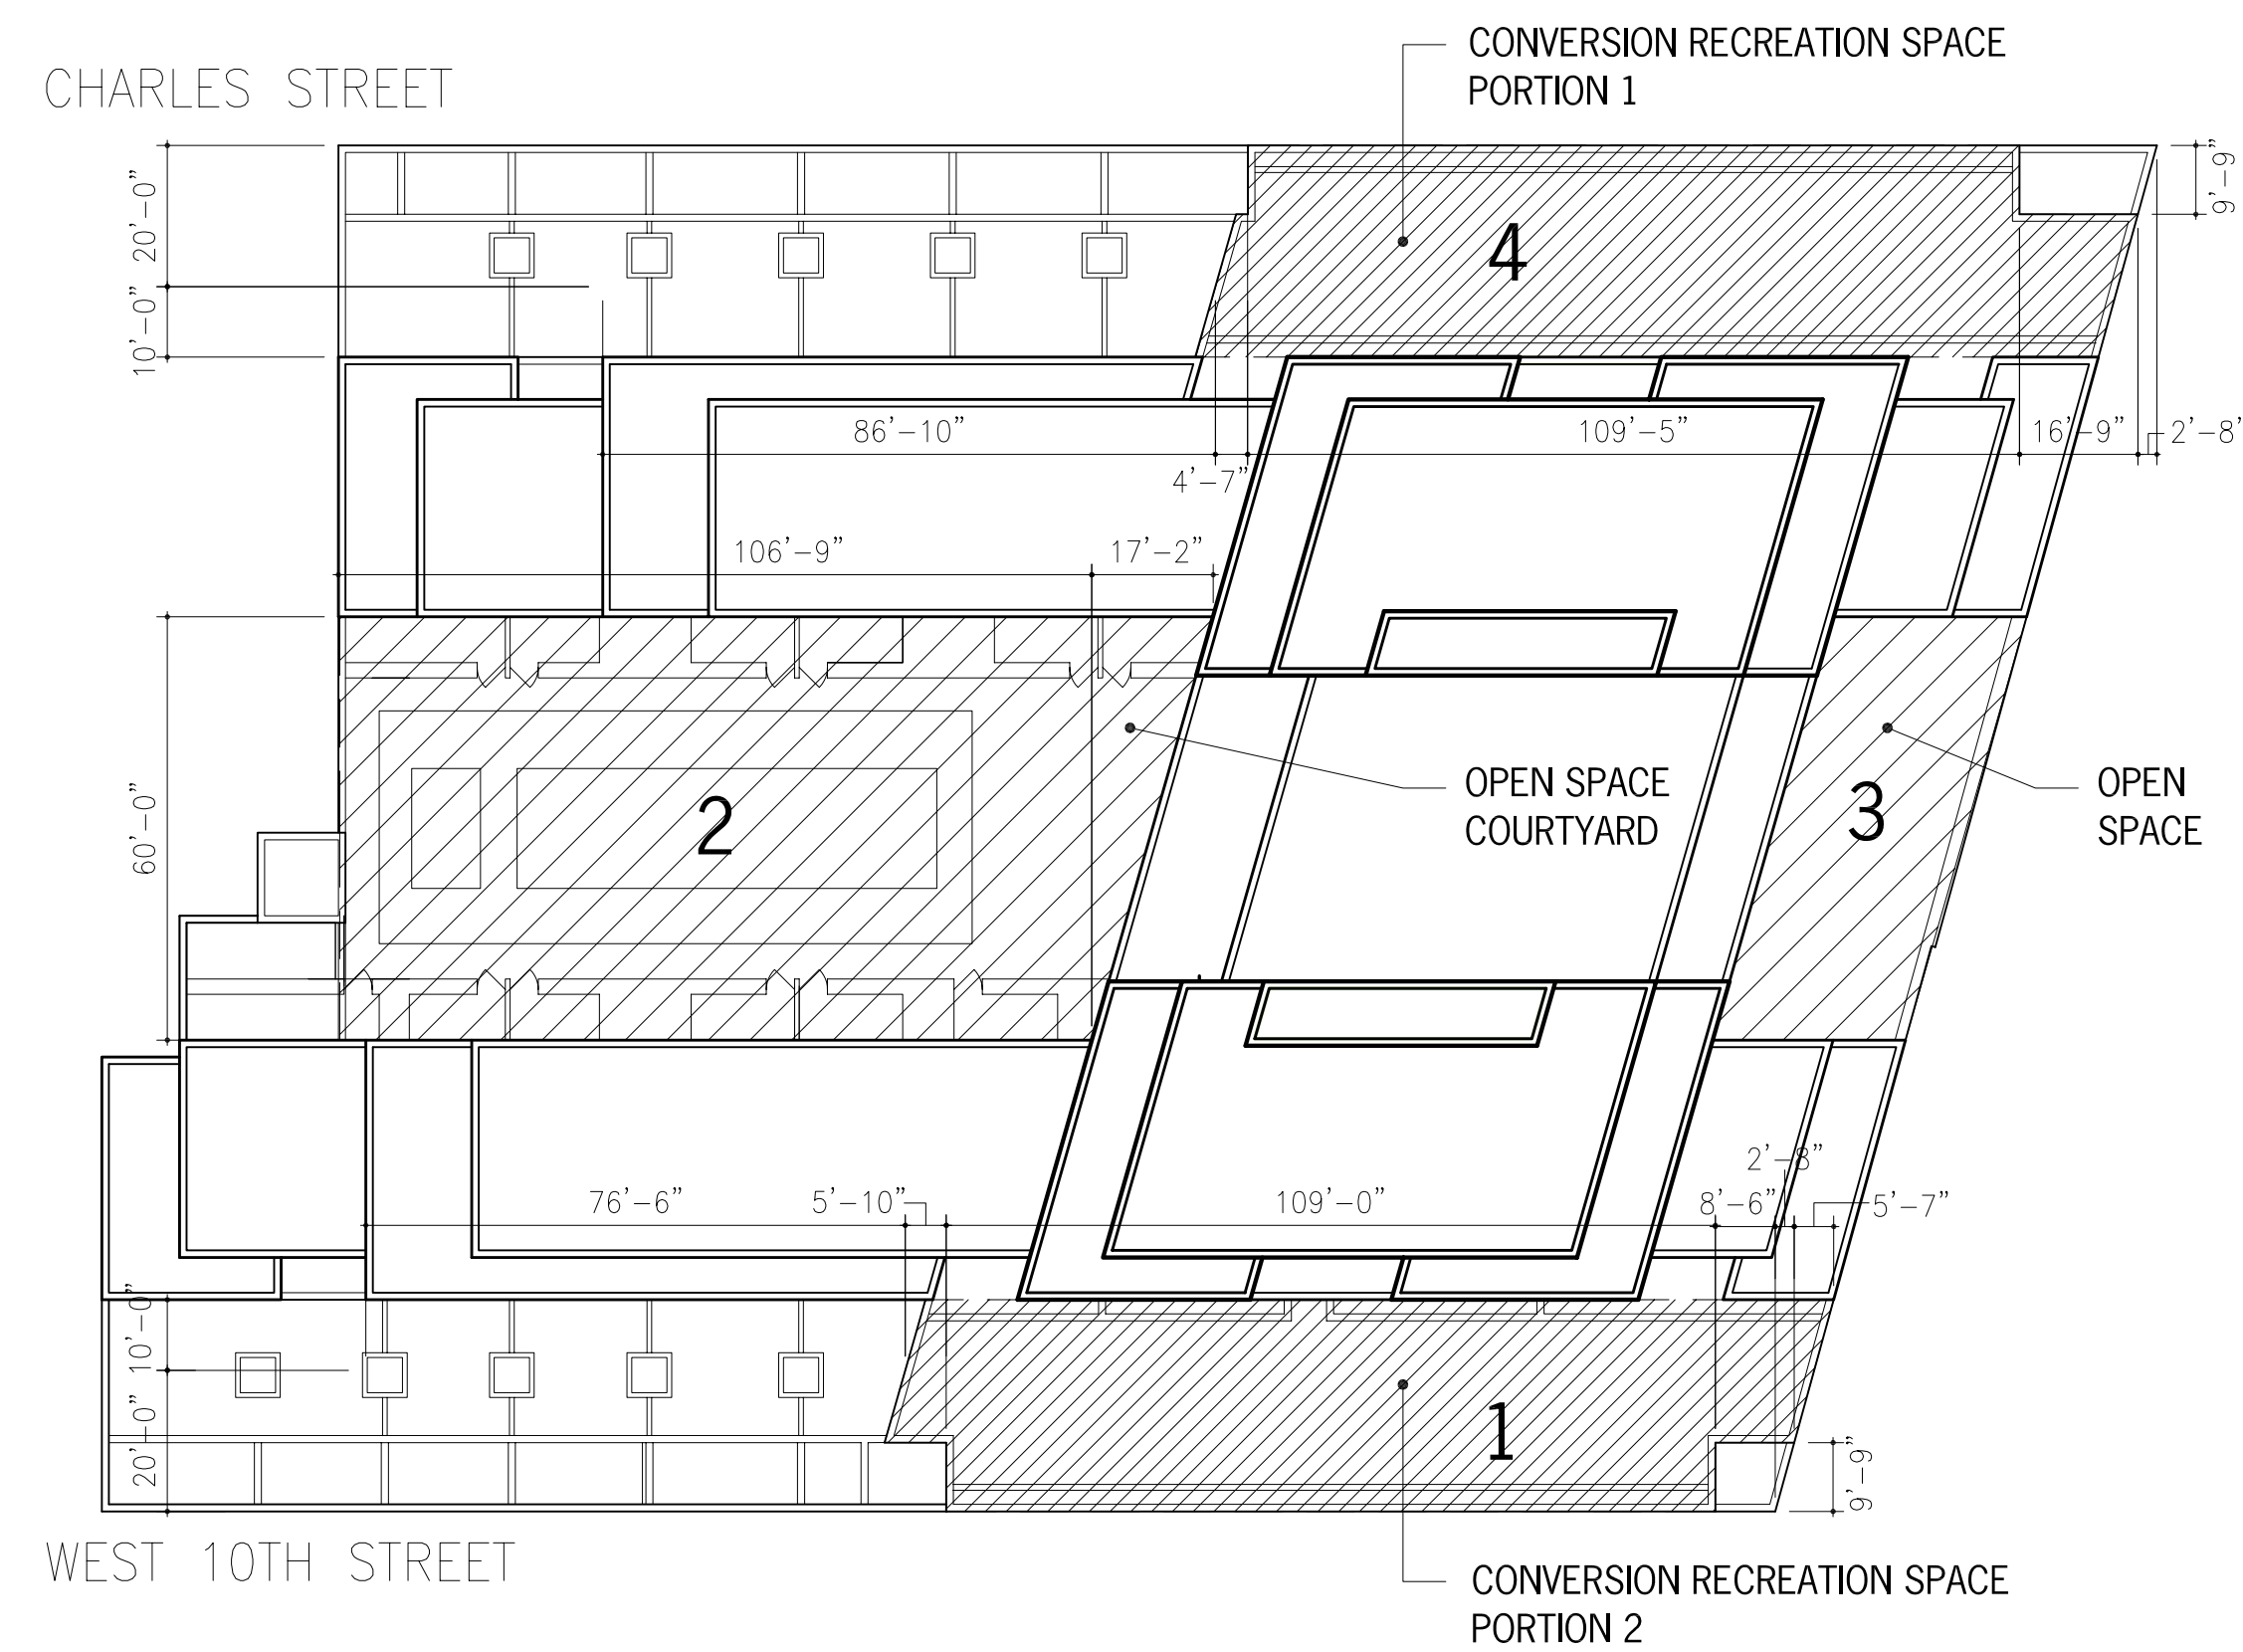 CONVERSION RECREATION SPACE
PORTION 1
CHARLES STREET
9'-9"
20'-0"
4
10'-0"
86'-10"
109'-5"
16'-9"
2'-8'
4'-7"
106'-9"
17'-2"
60'-0"
2
OPEN SPACE
COURTYARD
3
OPEN
SPACE
2'-8"
76'-6"
5'-10"
109'-0"
8'-6"
5'-7"
10'-0"
1
20'-0"
9'-9"
WEST 10TH STREET
CONVERSION RECREATION SPACE
PORTION 2